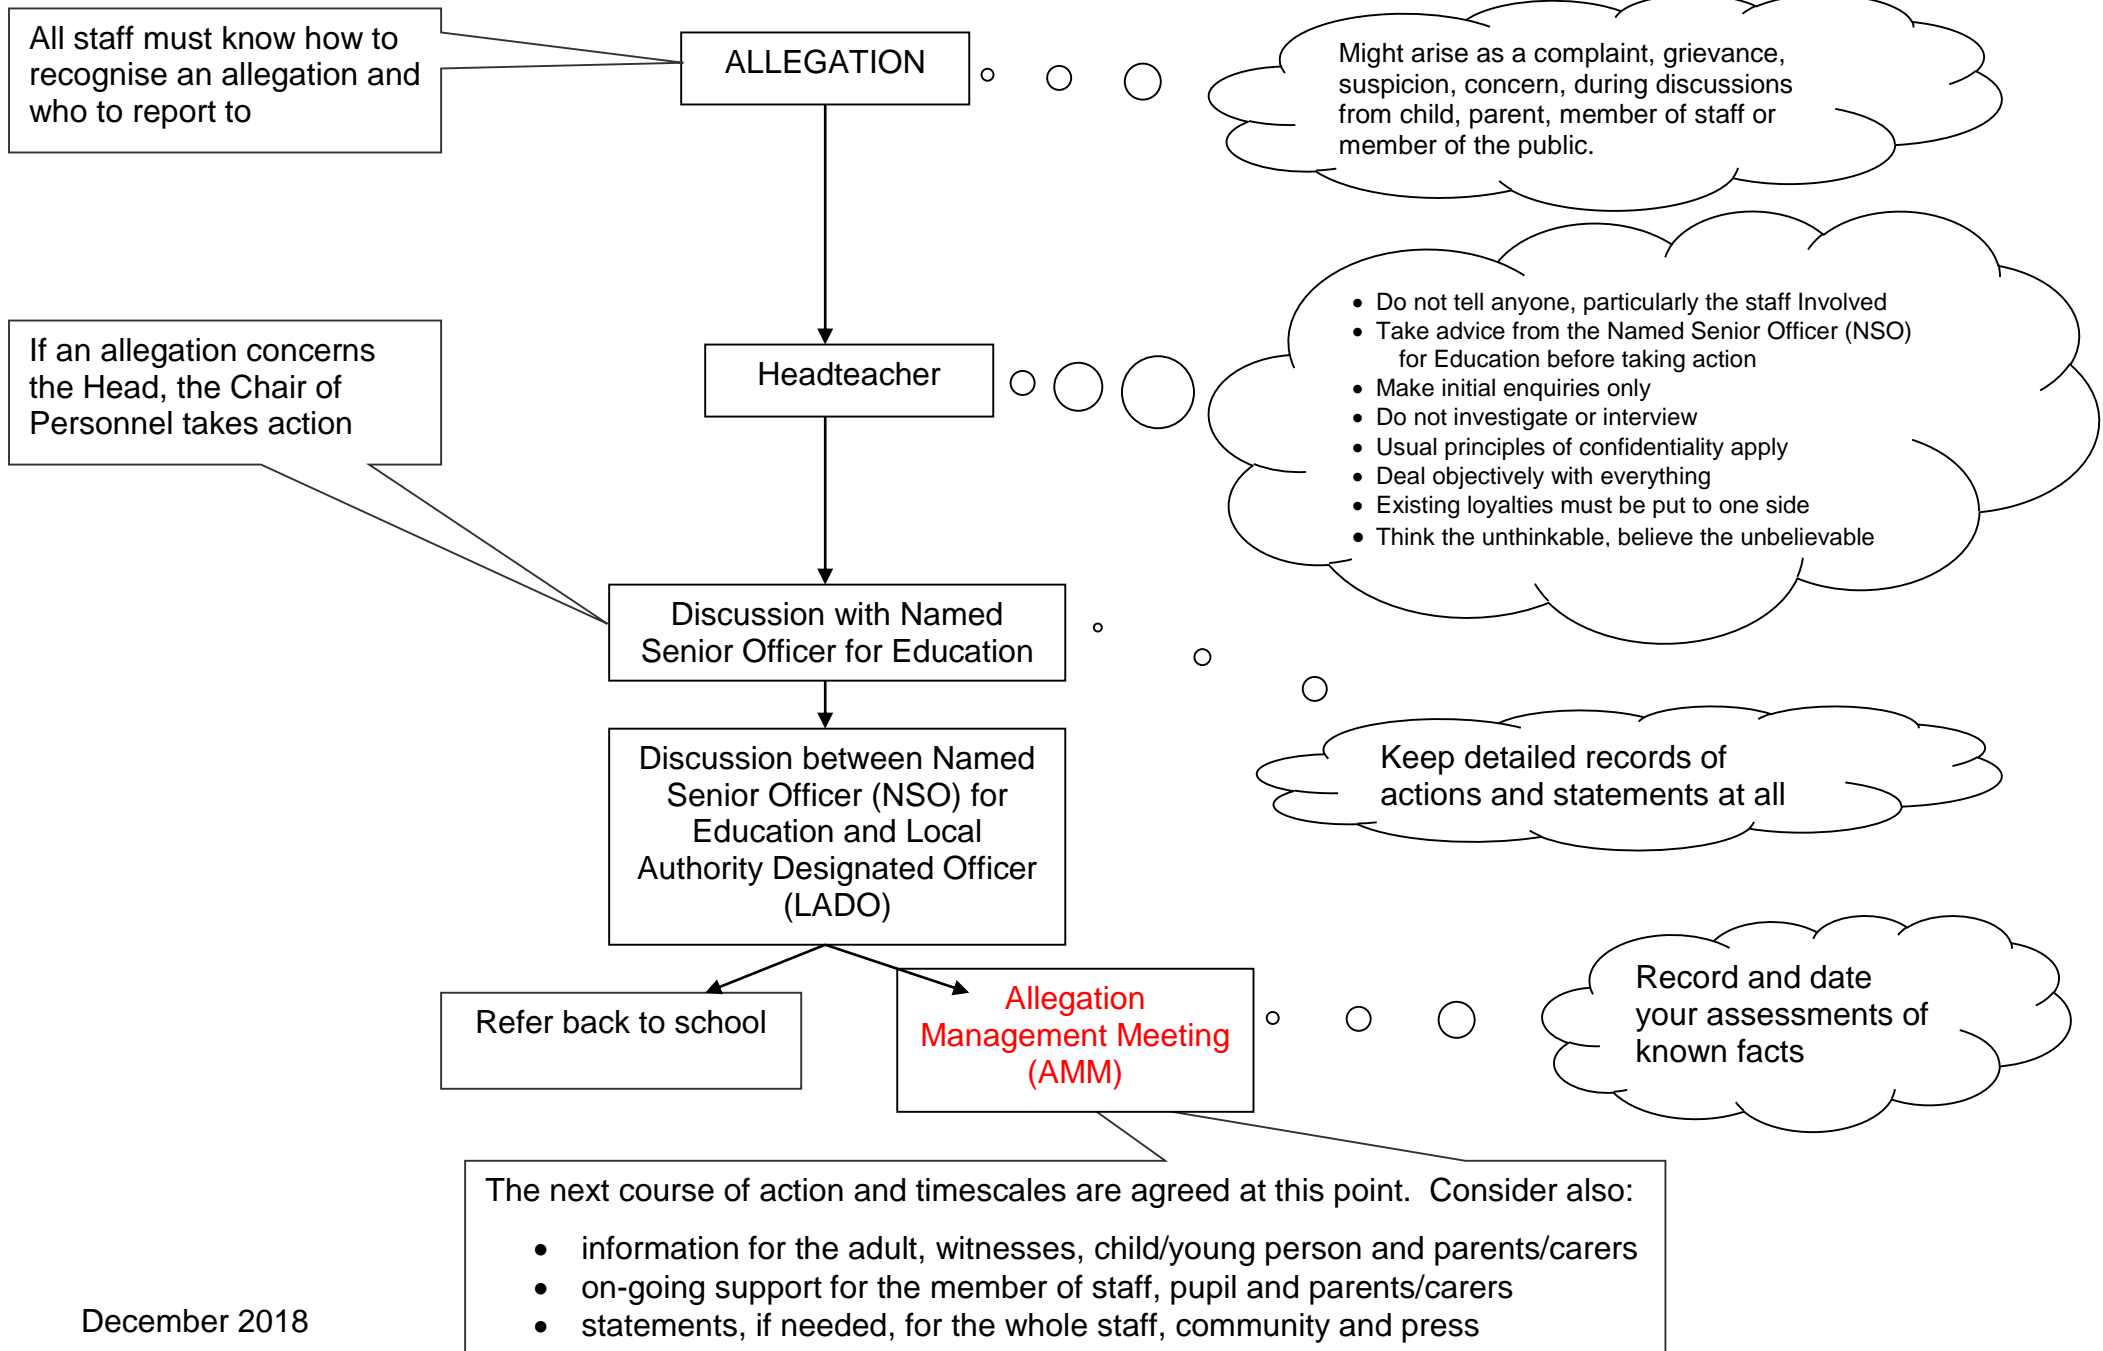 All staff must know how to
recognise an allegation and
who to report to
ALLEGATION
Might arise as a complaint, grievance,
suspicion, concern, during discussions
from child, parent, member of staff or
member of the public.
If an allegation concerns
the Head, the Chair of
Personnel takes action
Headteacher
• Do not tell anyone, particularly the staff Involved
• Take advice from the Named Senior Officer (NSO)
for Education before taking action
• Make initial enquiries only
• Do not investigate or interview
• Usual principles of confidentiality apply
• Deal objectively with everything
• Existing loyalties must be put to one side
• Think the unthinkable, believe the unbelievable
Discussion with Named
Senior Officer for Education
Keep detailed records of
actions and statements at all
Discussion between Named
Senior Officer (NSO) for
Education and Local
Authority Designated Officer
(LADO)
Refer back to school
Allegation
Management Meeting
(AMM)
Record and date
your assessments of
known facts
The next course of action and timescales are agreed at this point.  Consider also:
• information for the adult, witnesses, child/young person and parents/carers
• on-going support for the member of staff, pupil and parents/carers
• statements, if needed, for the whole staff, community and press
December 2018